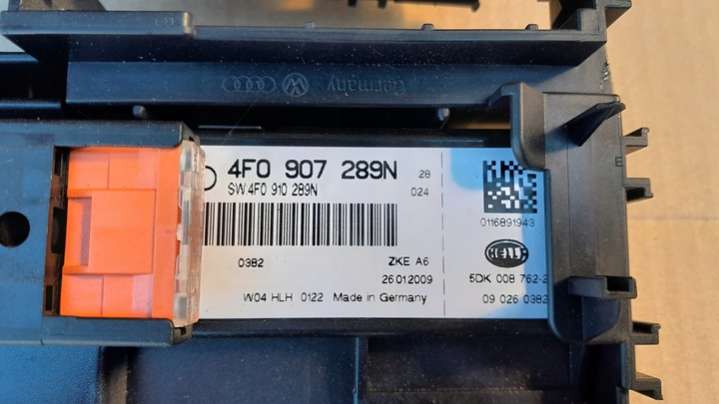 Germany
4F0 907 289N
28
SW 4F0 910 289N
024
0382
ZKE A6
26012009
W04 HLH 0122 Made in Germany
0116891943
HELLA
5DK 008 762-2
09 026 0382